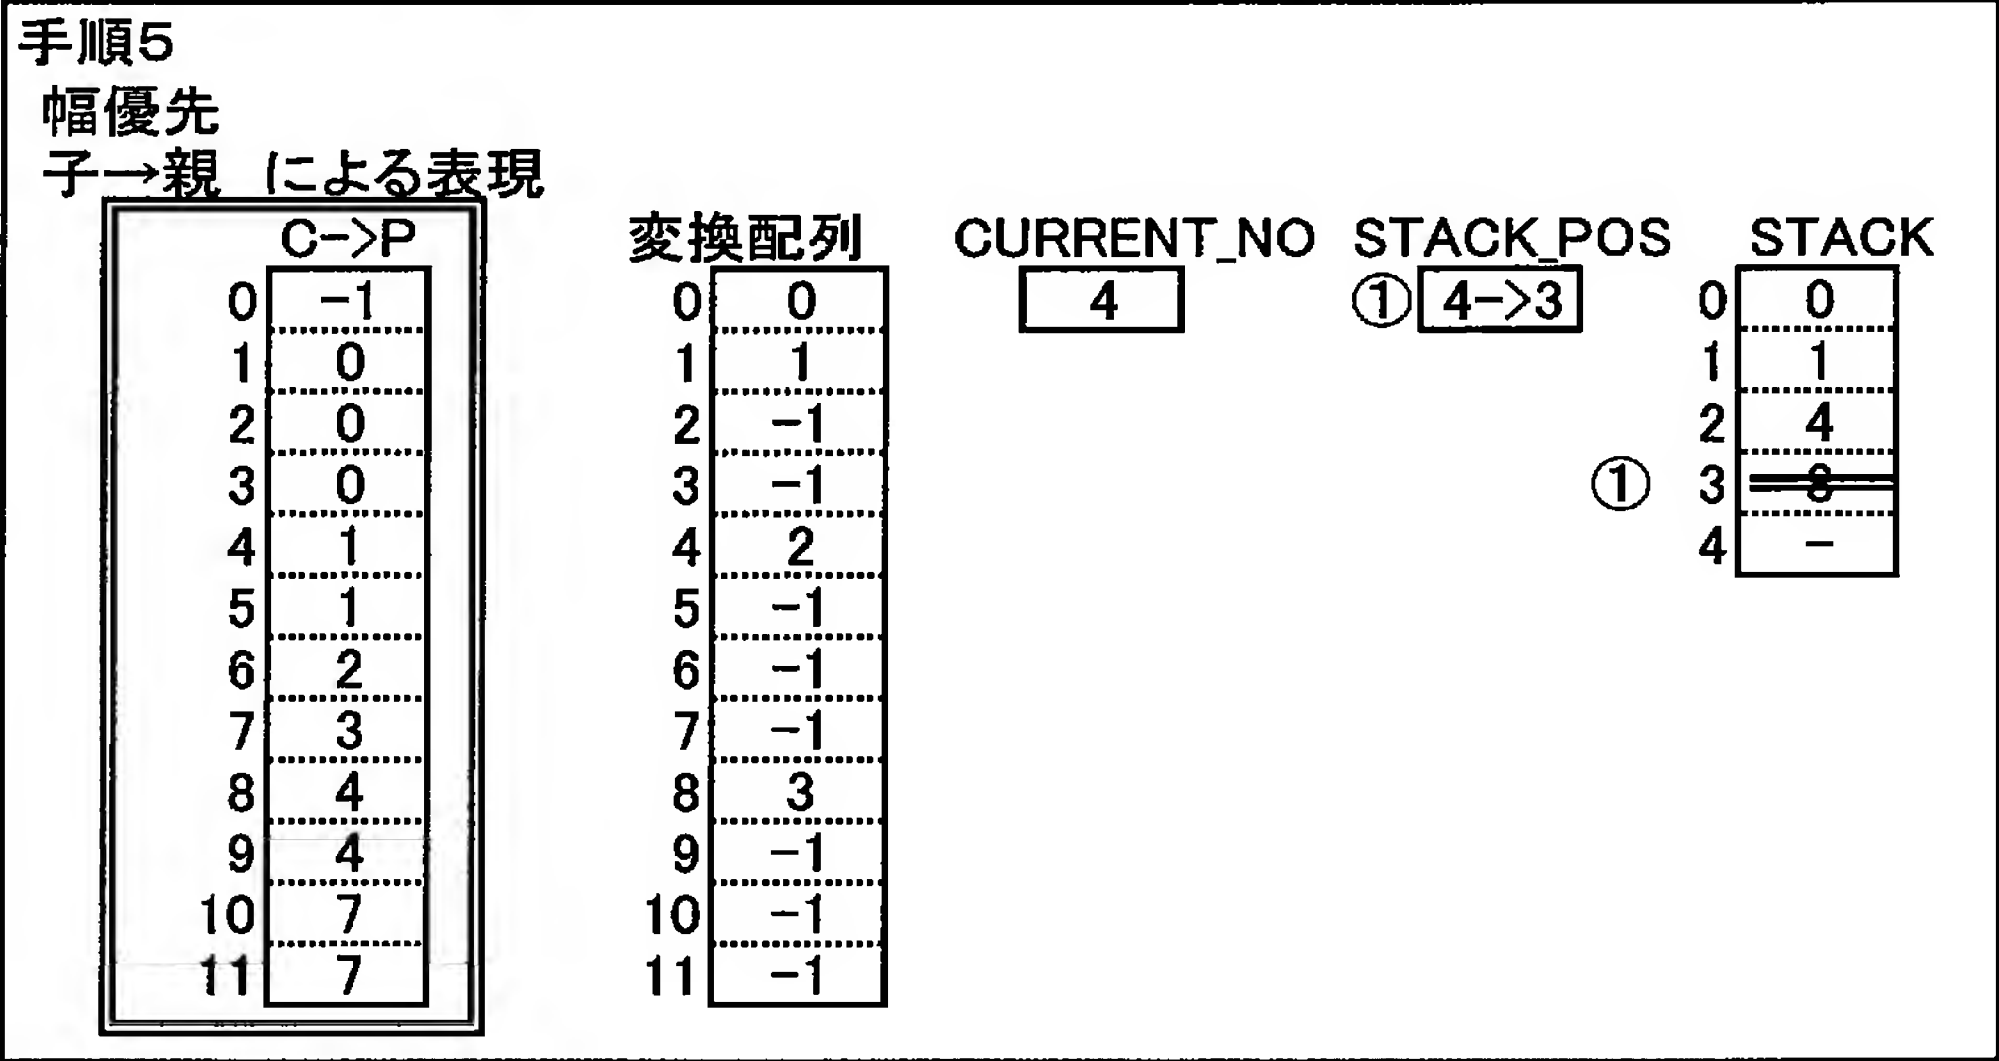 手順5
幅優先
子→親 による表現
C->P 変換配列 CURRENT_NO STACK_POS STACK
0 -1 0 0 4 ① 4->3 0 0
1 0 1 1 1 1
2 0 2 -1 2 4
3 0 3 -1 ① 3 8
4 1 4 2 4 -
5 1 5 -1
6 2 6 -1
7 3 7 -1
8 4 8 3
9 4 9 -1
10 7 10 -1
11 7 11 -1